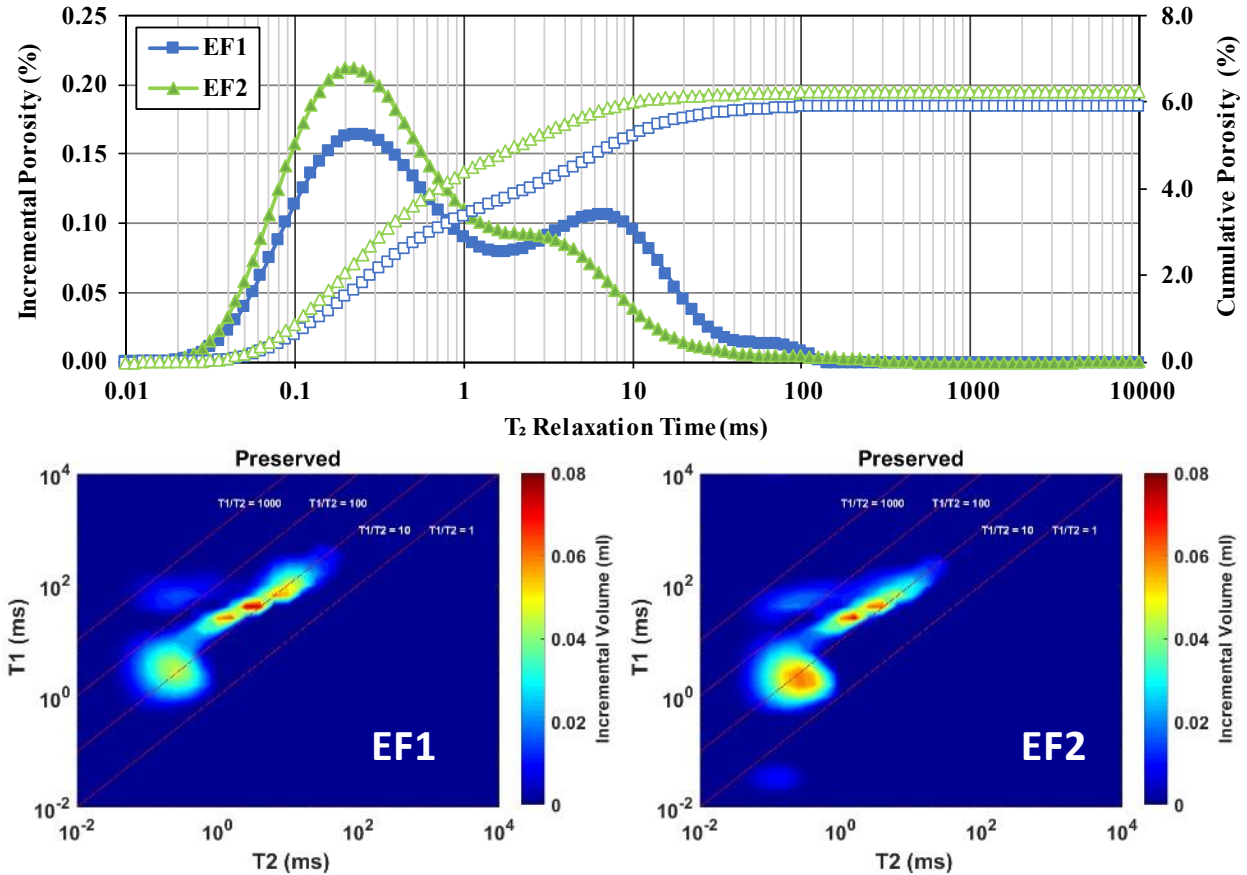 0.25
0.20
0.15
0.10
0.05
0.00
Incremental Porosity (%)
EF1
EF2
8.0
6.0
4.0
2.0
0.0
Cumulative Porosity (%)
0.01 0.1 1 10 100 1000 10000
T₂ Relaxation Time (ms)
Preserved
10⁴
10²
10⁰
10⁻²
T1 (ms)
T1/T2 = 1000
T1/T2 = 100
T1/T2 = 10
T1/T2 = 1
EF1
10⁻² 10⁰ 10² 10⁴
T2 (ms)
0.08
0.06
0.04
0.02
0
Incremental Volume (ml)
Preserved
10⁴
10²
10⁰
10⁻²
T1 (ms)
T1/T2 = 1000
T1/T2 = 100
T1/T2 = 10
T1/T2 = 1
EF2
10⁻² 10⁰ 10² 10⁴
T2 (ms)
0.08
0.06
0.04
0.02
0
Incremental Volume (ml)